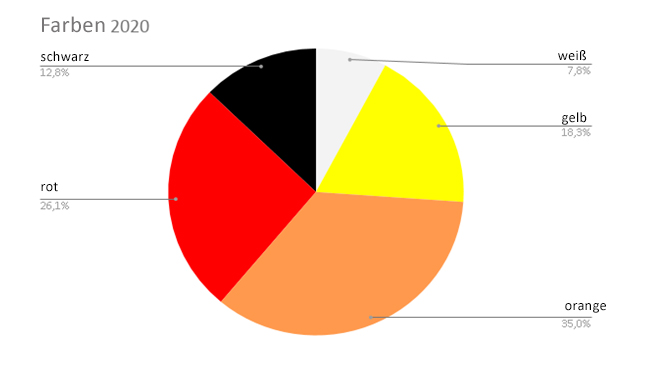 Farben 2020
schwarz
12,8%
weiß
7,8%
gelb
18,3%
rot
26,1%
orange
35,0%